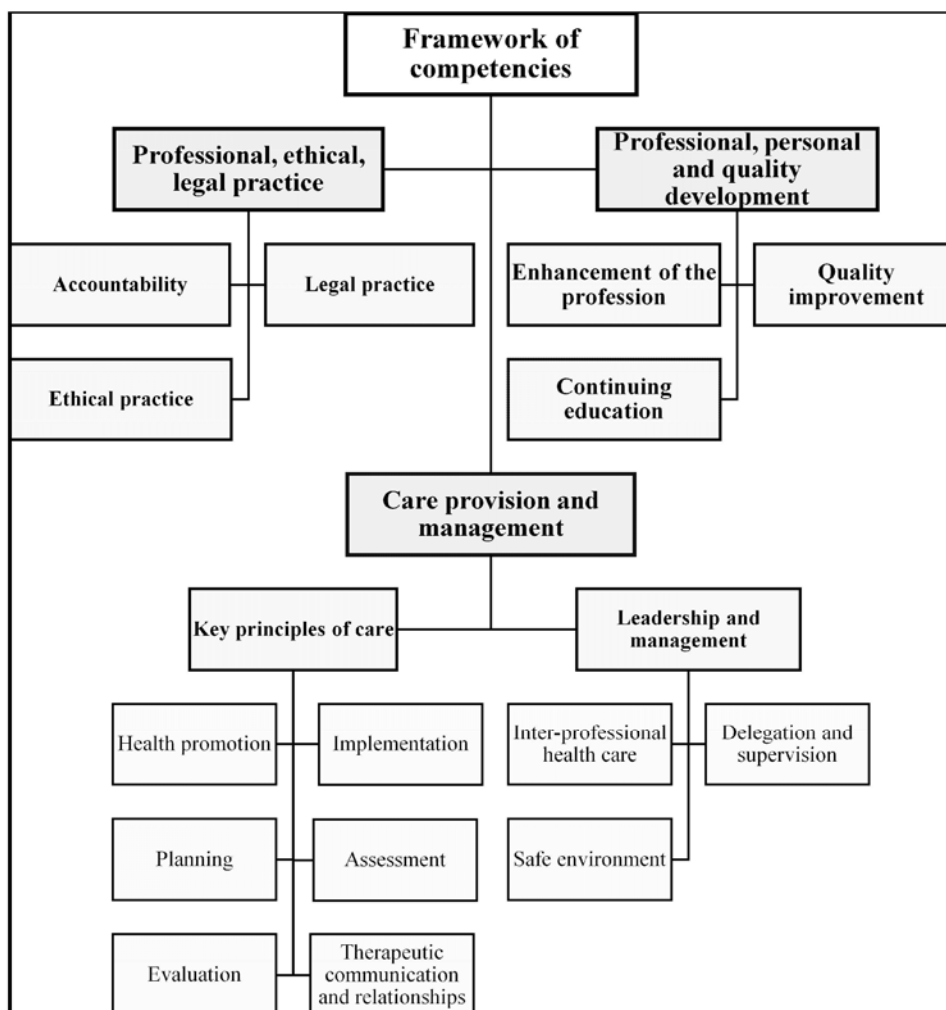 Framework of
competencies
Professional, ethical,
legal practice
Professional, personal
and quality
development
Accountability
Legal practice
Enhancement of the
profession
Quality
improvement
Ethical practice
Continuing
education
Care provision and
management
Key principles of care
Leadership and
management
Health promotion
Implementation
Inter-professional
health care
Delegation and
supervision
Planning
Assessment
Safe environment
Evaluation
Therapeutic
communication
and relationships